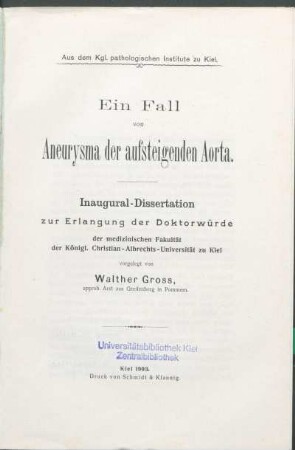 Aus dem Kgl. pathologischen Institute zu Kiel.
Ein Fall
von
Aneurysma der aufsteigenden Aorta.
Inaugural-Dissertation
zur Erlangung der Doktorwürde
der medizinischen Fakultät
der Königl. Christian-Albrechts-Universität zu Kiel
vorgelegt von
Walther Gross,
approb. Arzt aus Greifenberg in Pommern.
Universitätsbibliothek Kiel
Zentralbibliothek
Kiel
Druck von Schmidt & Klaunig